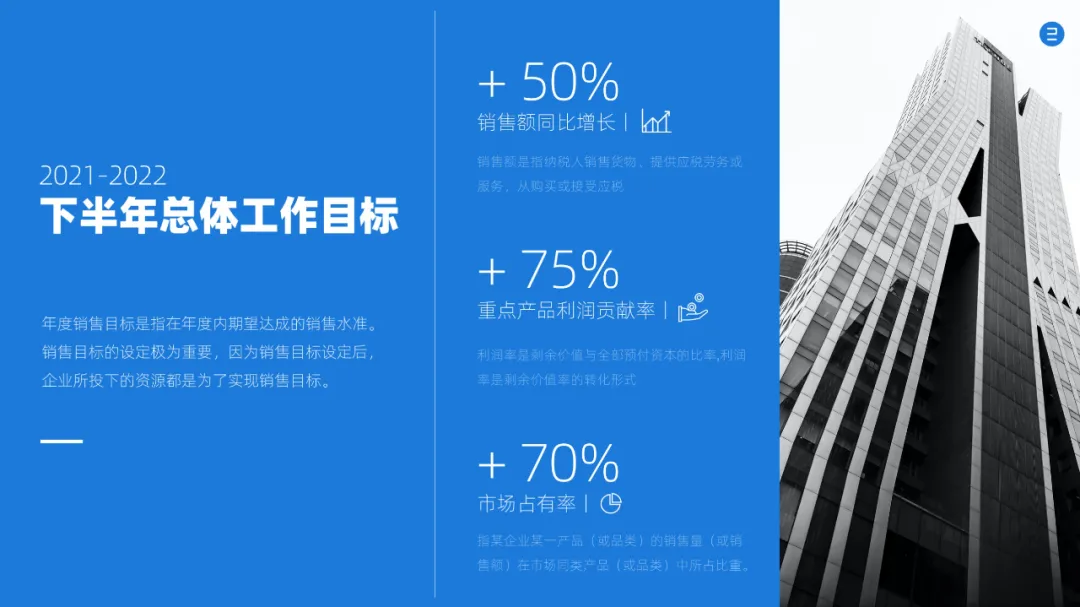 2021-2022
下半年总体工作目标
年度销售目标是指在年度内期望达成的销售水准。
销售目标的设定极为重要，因为销售目标设定后，
企业所投下的资源都是为了实现销售目标。
+ 50%
销售额同比增长
销售额是指纳税人销售货物、提供应税劳务或
服务，从购买或接受应税
+ 75%
重点产品利润贡献率
利润率是剩余价值与全部预付资本的比率,利润
率是剩余价值率的转化形式
+ 70%
市场占有率
指某企业某一产品（或品类）的销售量（或销
售额）在市场同类产品（或品类）中所占比重。